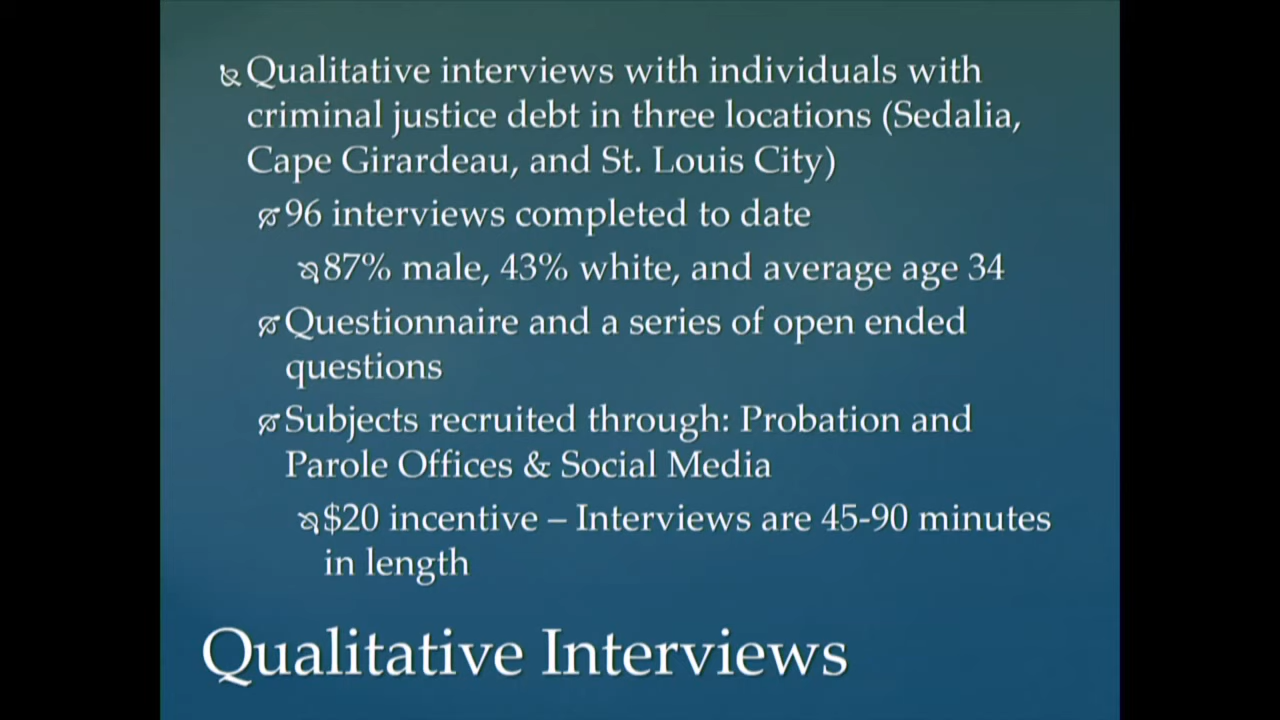 Qualitative interviews with individuals with
criminal justice debt in three locations (Sedalia,
Cape Girardeau, and St. Louis City)
96 interviews completed to date
87% male, 43% white, and average age 34
Questionnaire and a series of open ended
questions
Subjects recruited through: Probation and
Parole Offices & Social Media
$20 incentive – Interviews are 45-90 minutes
in length
Qualitative Interviews